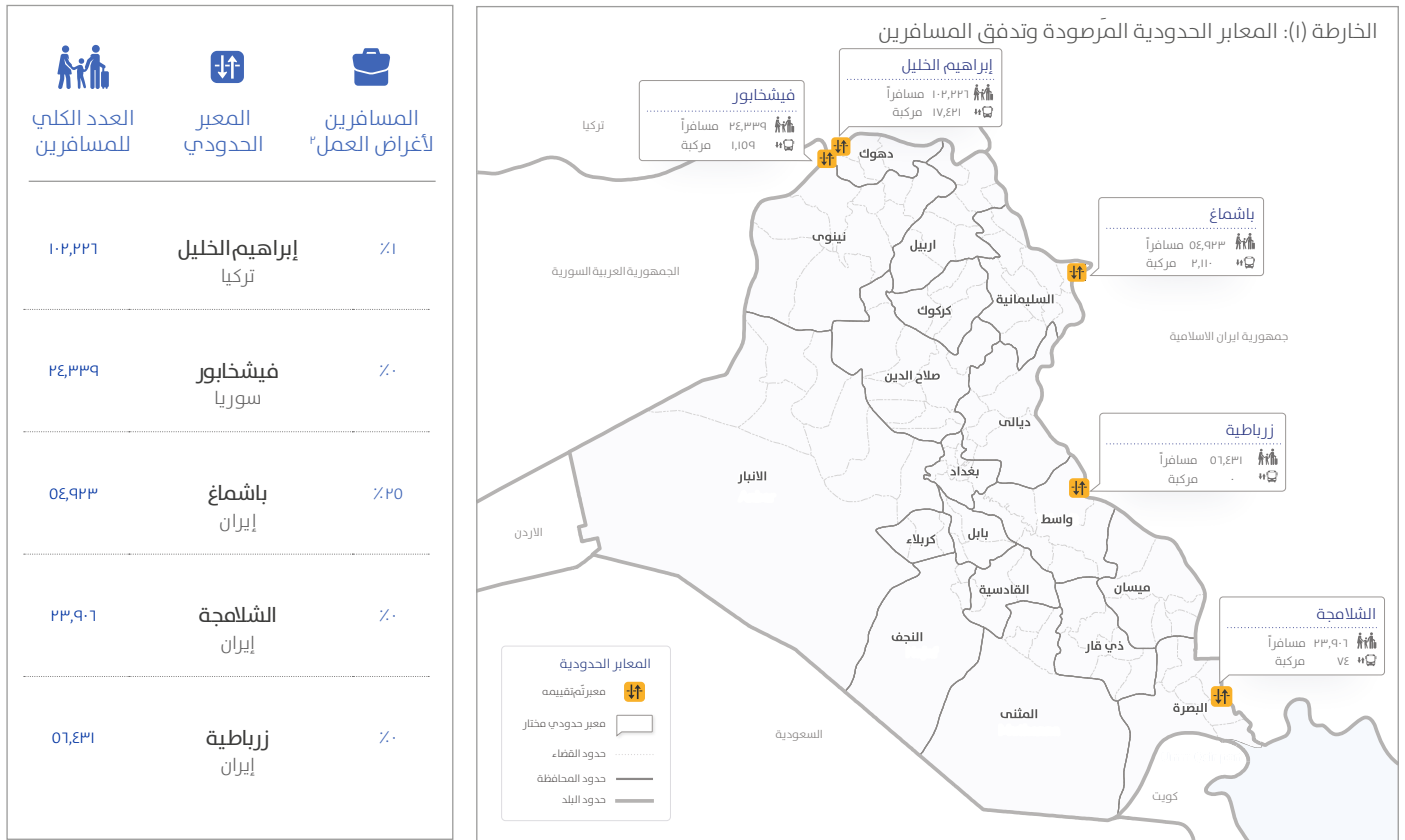 الخارطة (١): المعابر الحدودية المَرصودة وتدفق المسافرين
إبراهيم الخليل
١٠٢,٢٢٦ مسافراً
١٧,٤٢١ مركبة
فيشخابور
٢٤,٣٣٩ مسافراً
١,١٥٩ مركبة
باشماغ
٥٤,٩٢٣ مسافراً
٢,١١٠ مركبة
زرباطية
٥٦,٤٣١ مسافراً
٠ مركبة
الشلامجة
٢٣,٩٠٦ مسافراً
٧٤ مركبة
تركيا
الجمهورية العربية السورية
جمهورية ايران الاسلامية
الاردن
السعودية
كويت
دهوك
نينوى
اربيل
السليمانية
كركوك
صلاح الدين
ديالى
الانبار
بغداد
واسط
بابل
كربلاء
القادسية
ميسان
النجف
ذي قار
المثنى
البصرة
المعابر الحدودية
معبر تّم تقييمه
معبر حدودي مختار
حدود القضاء
حدود المحافظة
حدود البلد
المسافرين
لأغراض العمل٢
المعبر
الحدودي
العدد الكلي
للمسافرين
٪١ إبراهيم الخليل ١٠٢,٢٢٦
تركيا
٪٠ فيشخابور ٢٤,٣٣٩
سوريا
٪٢٥ باشماغ ٥٤,٩٢٣
إيران
٪٠ الشلامجة ٢٣,٩٠٦
إيران
٪٠ زرباطية ٥٦,٤٣١
إيران